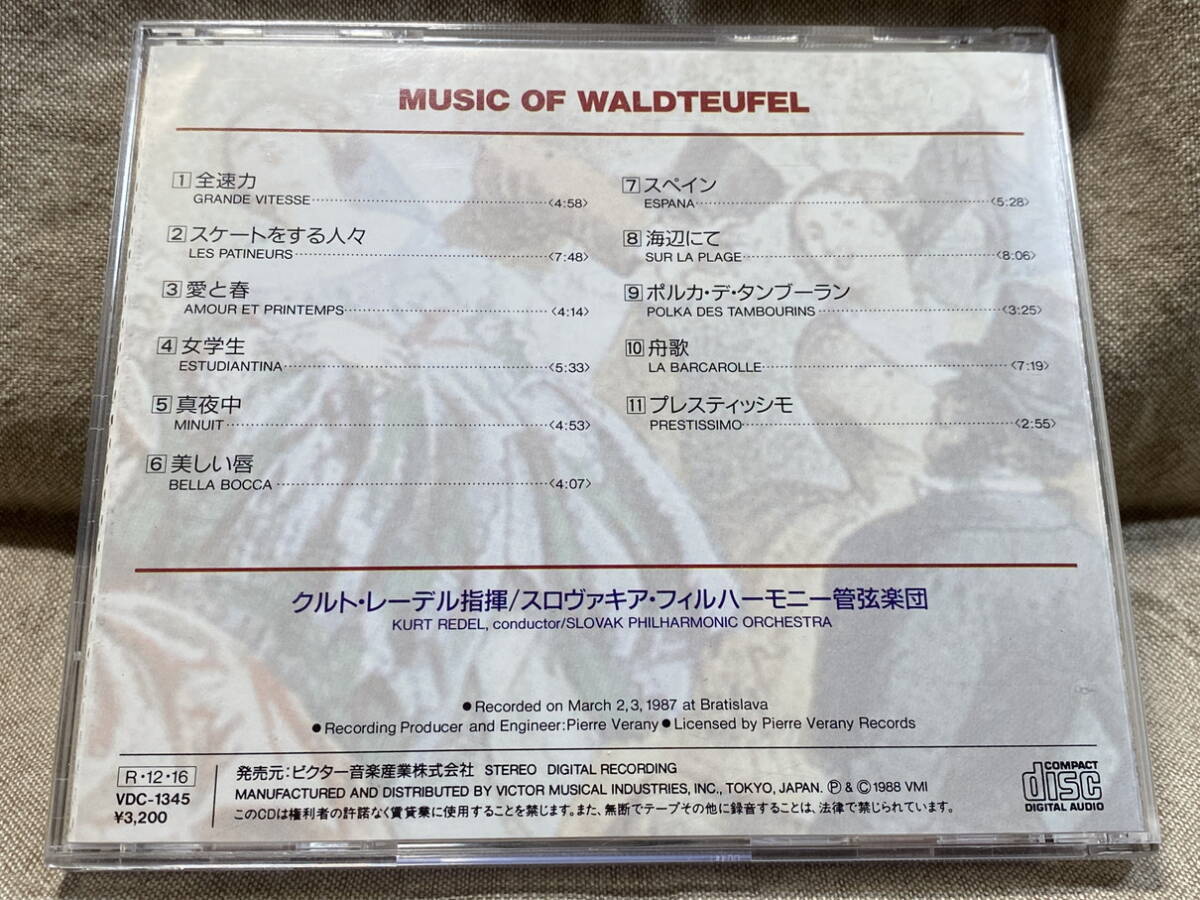 MUSIC OF WALDTEUFEL
1 全速力
GRANDE VITESSE 〈4:58〉
2 スケートをする人々
LES PATINEURS 〈7:48〉
3 愛と春
AMOUR ET PRINTEMPS 〈4:14〉
4 女学生
ESTUDIANTINA 〈5:33〉
5 真夜中
MINUIT 〈4:53〉
6 美しい唇
BELLA BOCCA 〈4:07〉
7 スペイン
ESPANA 〈5:28〉
8 海辺にて
SUR LA PLAGE 〈8:06〉
9 ポルカ・デ・タンブーラン
POLKA DES TAMBOURINS 〈3:25〉
10 舟歌
LA BARCAROLLE 〈7:19〉
11 プレスティッシモ
PRESTISSIMO 〈2:55〉
クルト・レーデル指揮/スロヴァキア・フィルハーモニー管弦楽団
KURT REDEL, conductor/SLOVAK PHILHARMONIC ORCHESTRA
●Recorded on March 2,3, 1987 at Bratislava
●Recording Producer and Engineer:Pierre Verany ●Licensed by Pierre Verany Records
R・12・16
VDC-1345
¥3,200
発売元:ビクター音楽産業株式会社 STEREO DIGITAL RECORDING
MANUFACTURED AND DISTRIBUTED BY VICTOR MUSICAL INDUSTRIES, INC., TOKYO, JAPAN. Ⓟ & © 1988 VMI
このCDは権利者の許諾なく賃貸業に使用することを禁じます。また、無断でテープその他に録音することは、法律で禁じられています。
COMPACT
disc
DIGITAL AUDIO